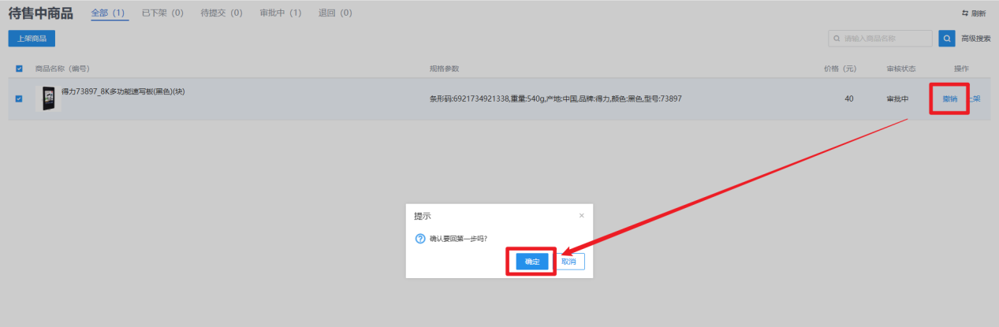 待售中商品 全部（1） 已下架（0） 待提交（0） 审批中（1） 退回（0） 刷新
上架商品 请输入商品名称 高级搜索
商品名称（编号） 规格参数 价格（元） 审核状态 操作
得力73897_8K多功能速写板(黑色)(块)
条形码:6921734921338,重量:540g,产地:中国,品牌:得力,颜色:黑色,型号:73897 40 审批中 撤销 上架
提示
确认要回第一步吗?
确定 取消